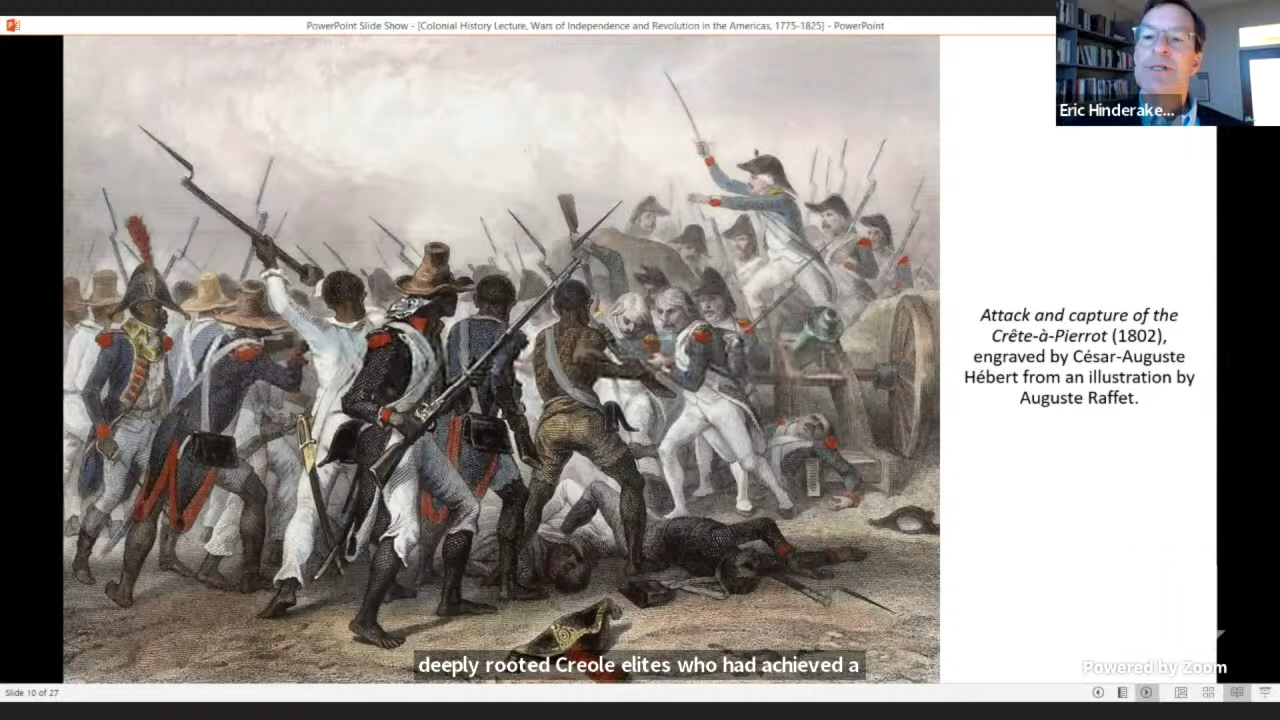 PowerPoint Slide Show - [Colonial History Lecture, Wars of Independence and Revolution in the Americas, 1775-1825] - PowerPoint
Eric Hinderake...
Attack and capture of the
Crête-à-Pierrot (1802),
engraved by César-Auguste
Hébert from an illustration by
Auguste Raffet.
deeply rooted Creole elites who had achieved a
Powered by Zoom
Slide 10 of 27